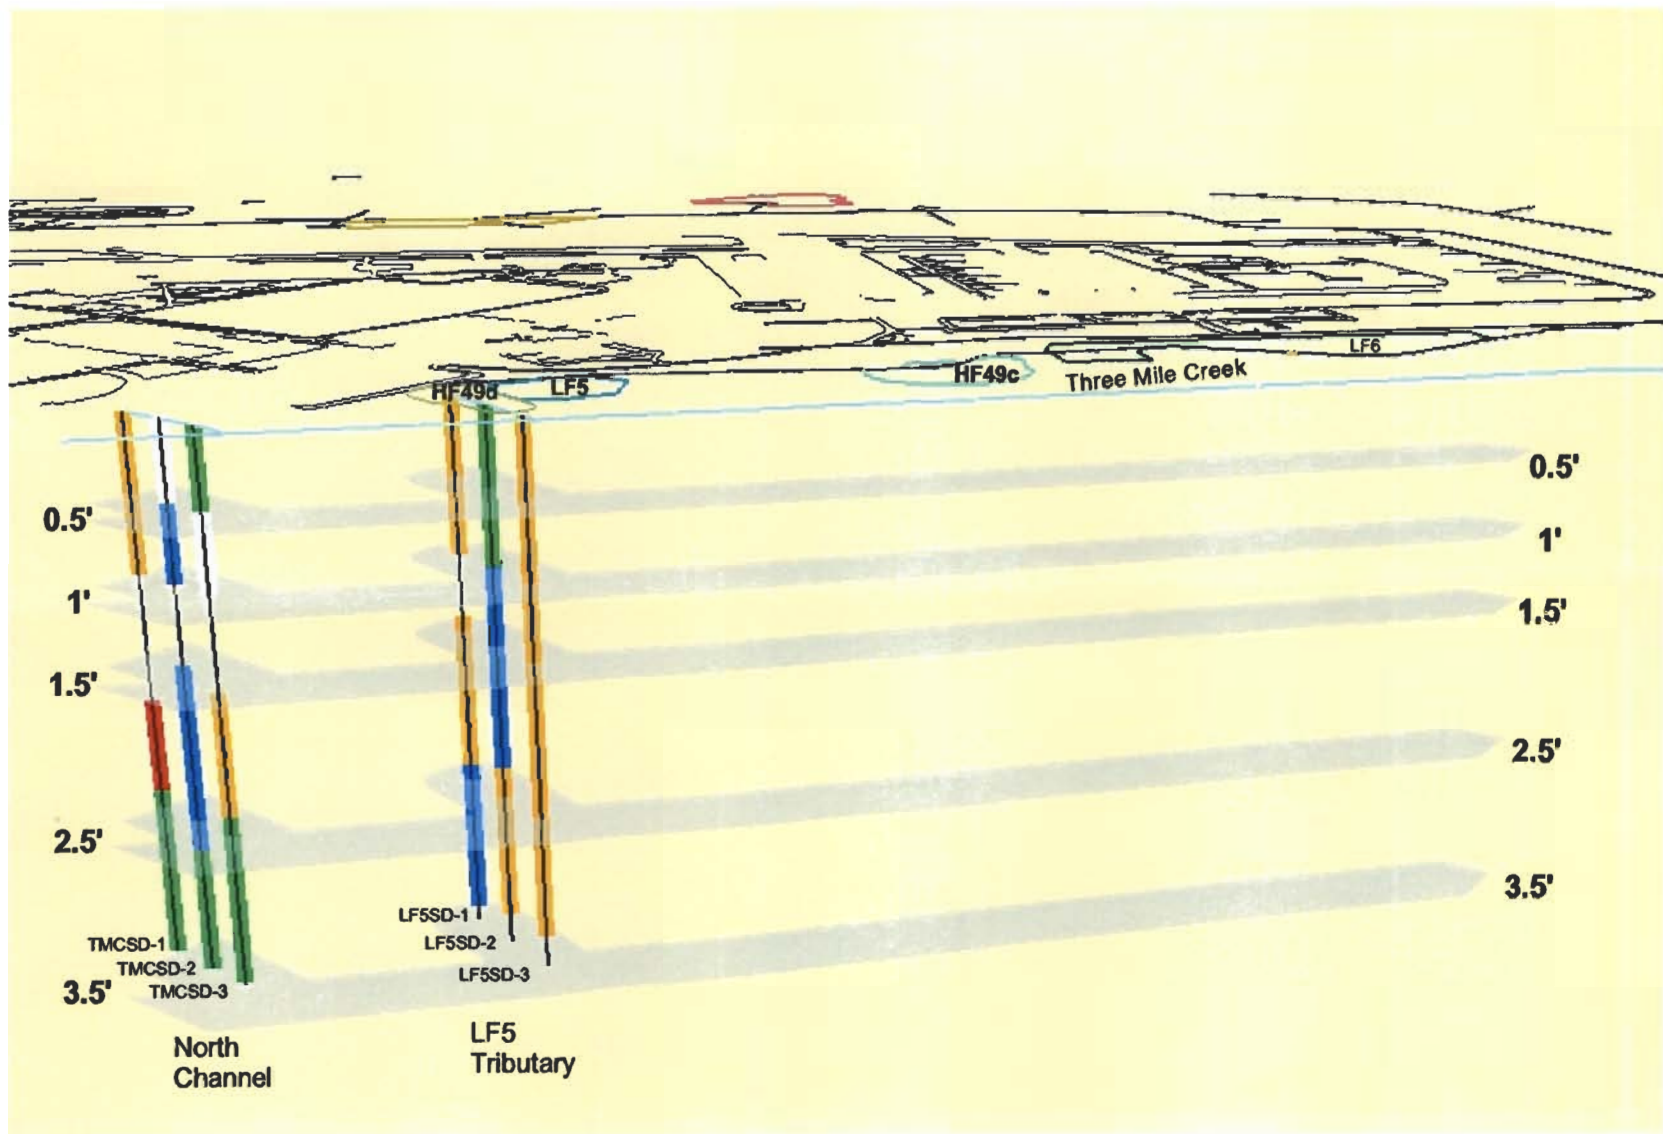 LF6
HF49c
Three Mile Creek
HF49d
LF5
0.5'
1'
1.5'
2.5'
3.5'
0.5'
1'
1.5'
2.5'
3.5'
LF5SD-1
LF5SD-2
LF5SD-3
TMCSD-1
TMCSD-2
TMCSD-3
North
Channel
LF5
Tributary